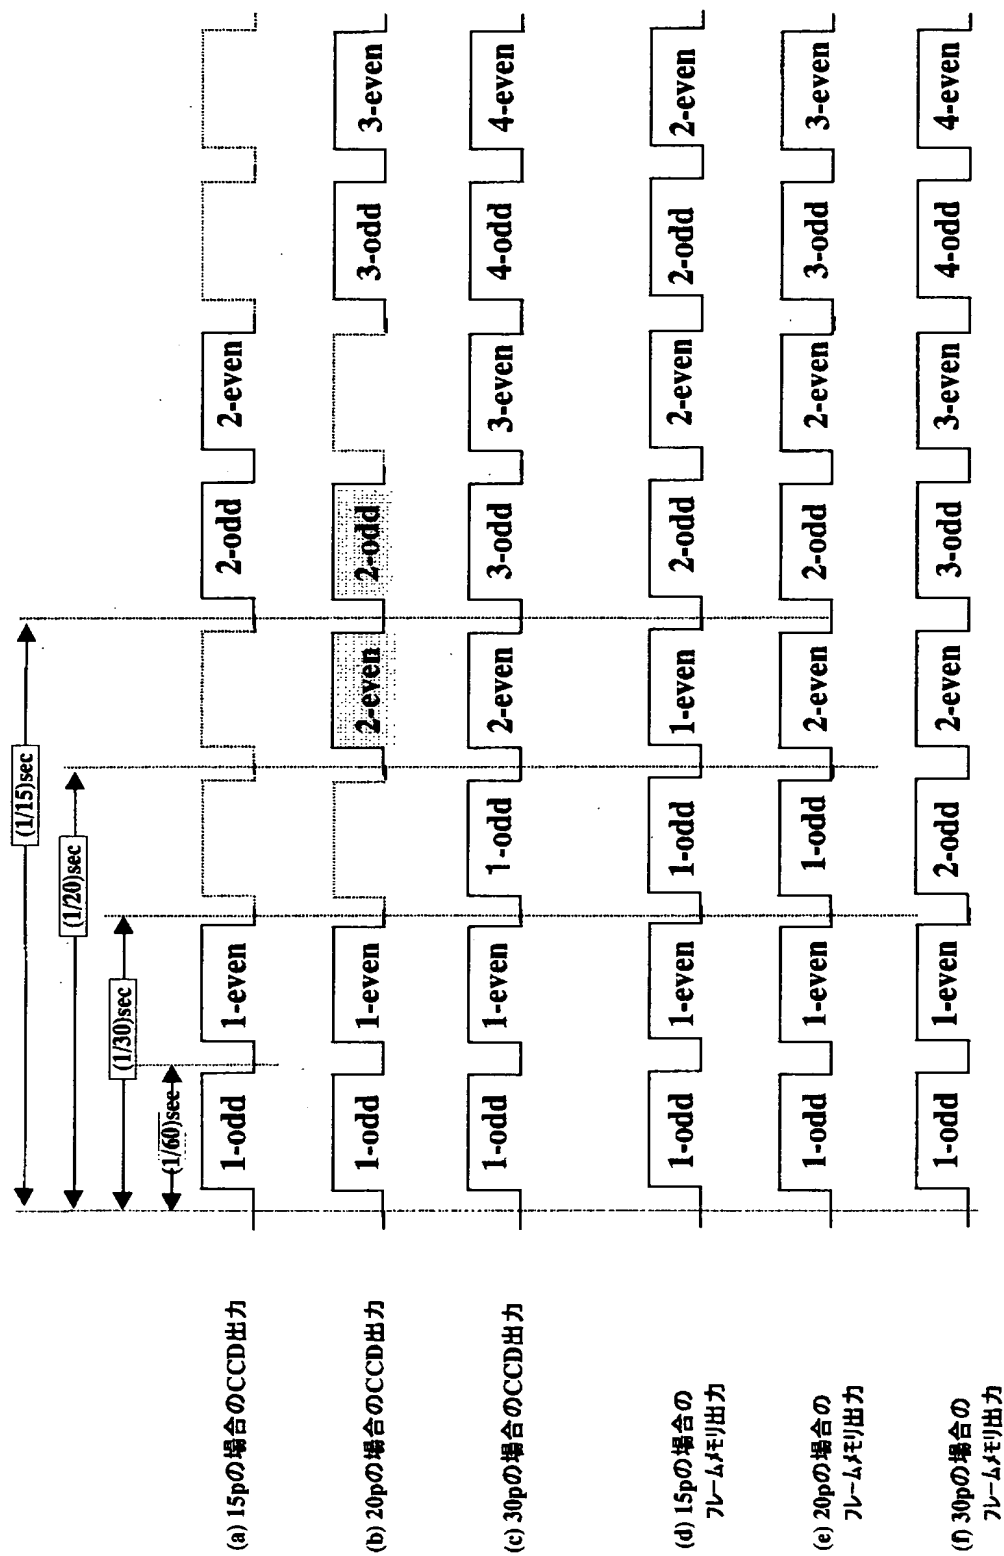 (1/15)sec
(1/20)sec
(1/30)sec
(1/60)sec
(a) 15pの場合のCCD出力 1-odd 1-even 2-odd 2-even
(b) 20pの場合のCCD出力 1-odd 1-even 2-even 2-odd 3-odd 3-even
(c) 30pの場合のCCD出力 1-odd 1-even 1-odd 2-even 3-odd 3-even 4-odd 4-even
(d) 15pの場合の 1-odd 1-even 1-odd 1-even 2-odd 2-even 2-odd 2-even
フレームメモリ出力
(e) 20pの場合の 1-odd 1-even 1-odd 2-even 2-odd 2-even 3-odd 3-even
フレームメモリ出力
(f) 30pの場合の 1-odd 1-even 2-odd 2-even 3-odd 3-even 4-odd 4-even
フレームメモリ出力